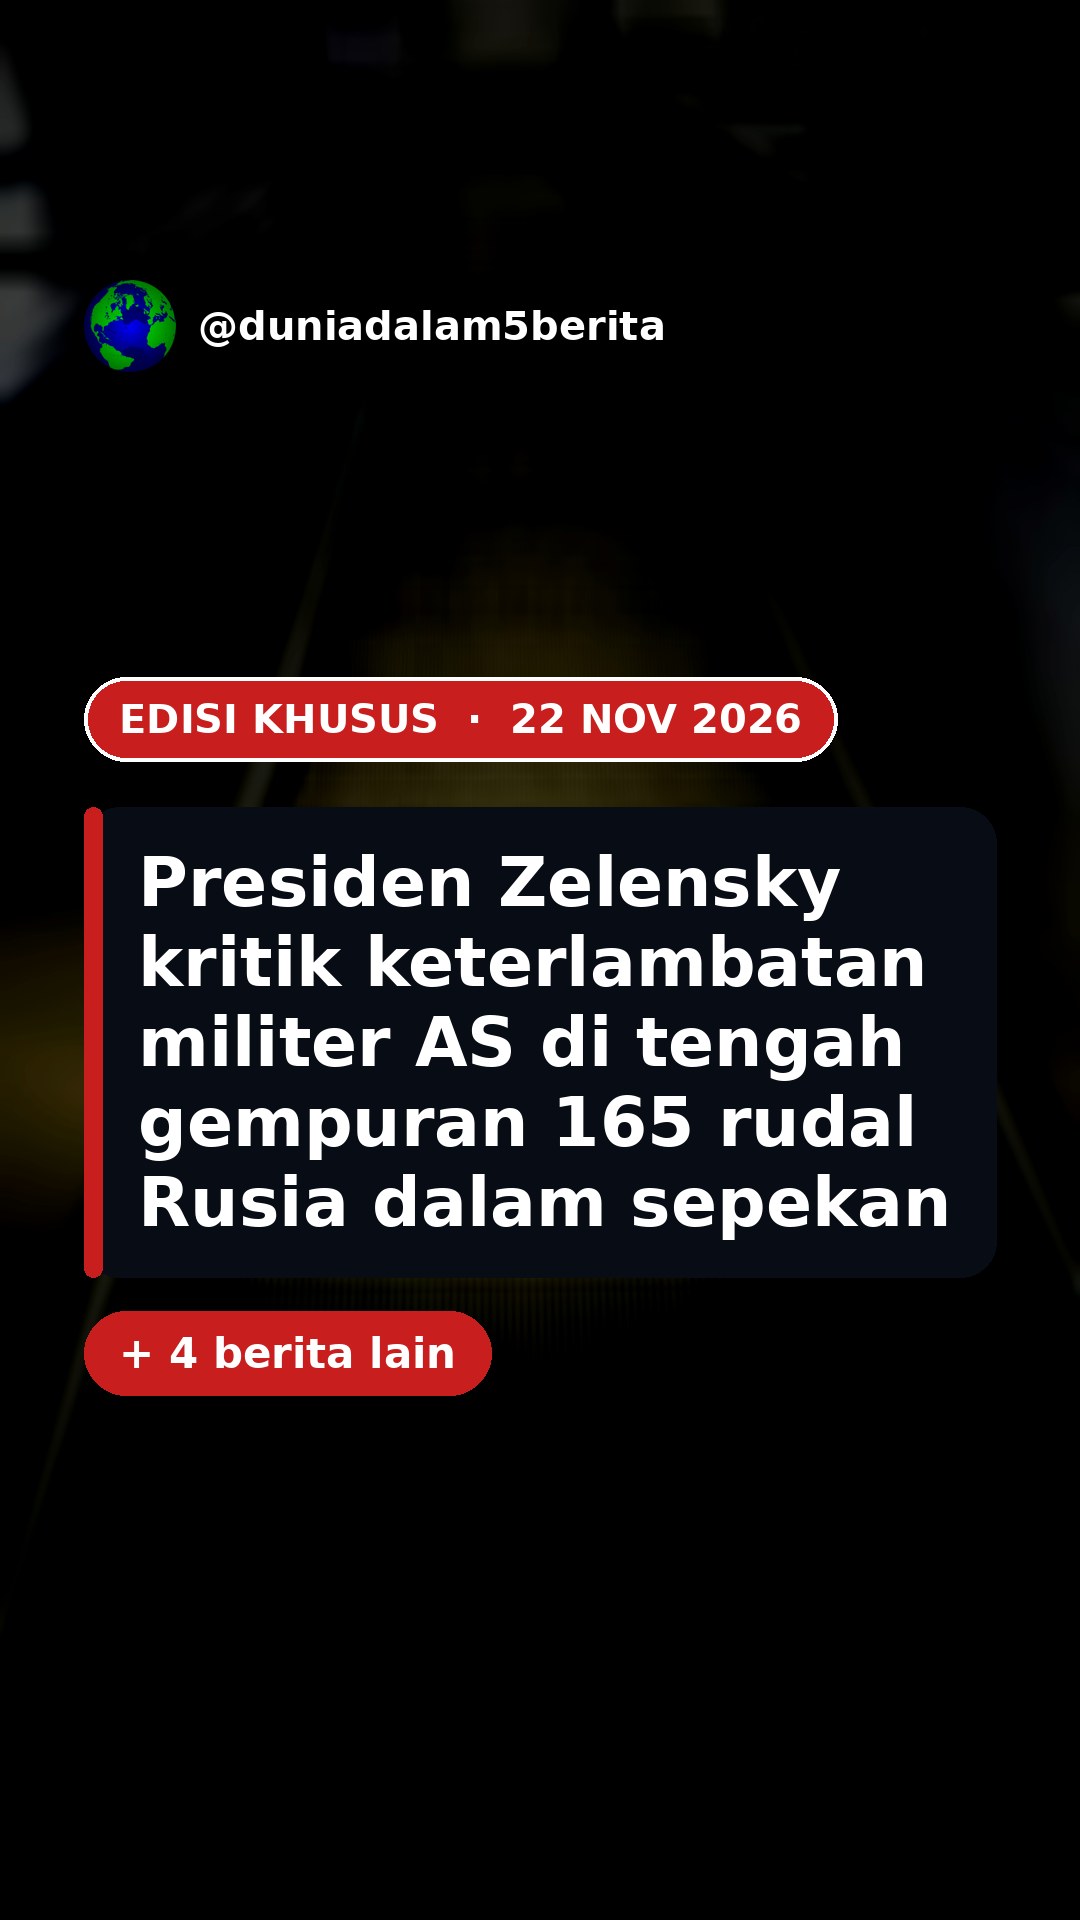 @duniadalam5berita
EDISI KHUSUS · 22 NOV 2026
Presiden Zelensky
kritik keterlambatan
militer AS di tengah
gempuran 165 rudal
Rusia dalam sepekan
+ 4 berita lain